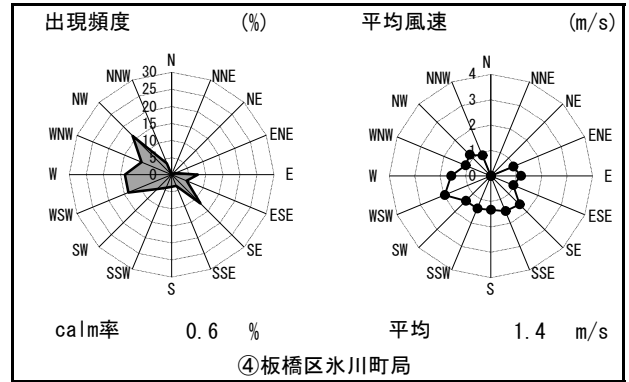 出現頻度 (%)
N
NNE
NE
ENE
E
ESE
SE
SSE
S
SSW
SW
WSW
W
WNW
NW
NNW
30
25
20
15
10
5
0
calm率 0.6 %
平均風速 (m/s)
N
NNE
NE
ENE
E
ESE
SE
SSE
S
SSW
SW
WSW
W
WNW
NW
NNW
4
3
2
1
0
平均 1.4 m/s
④板橋区氷川町局